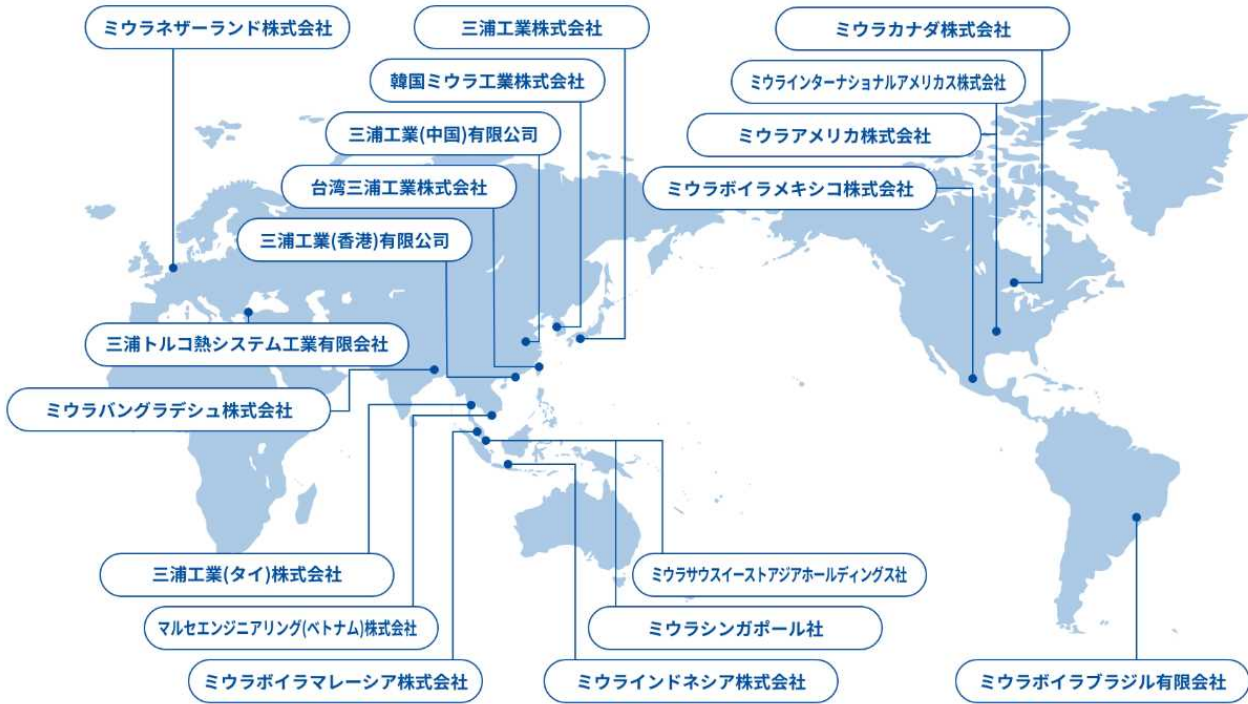 ミウラネザーランド株式会社
三浦工業株式会社
ミウラカナダ株式会社
韓国ミウラ工業株式会社
ミウラインターナショナルアメリカス株式会社
三浦工業(中国)有限公司
ミウラアメリカ株式会社
台湾三浦工業株式会社
ミウラボイラメキシコ株式会社
三浦工業(香港)有限公司
三浦トルコ熱システム工業有限会社
ミウラバングラデシュ株式会社
三浦工業(タイ)株式会社
ミウラサウスイーストアジアホールディングス社
マルセエンジニアリング(ベトナム)株式会社
ミウラシンガポール社
ミウラボイラマレーシア株式会社
ミウラインドネシア株式会社
ミウラボイラブラジル有限会社